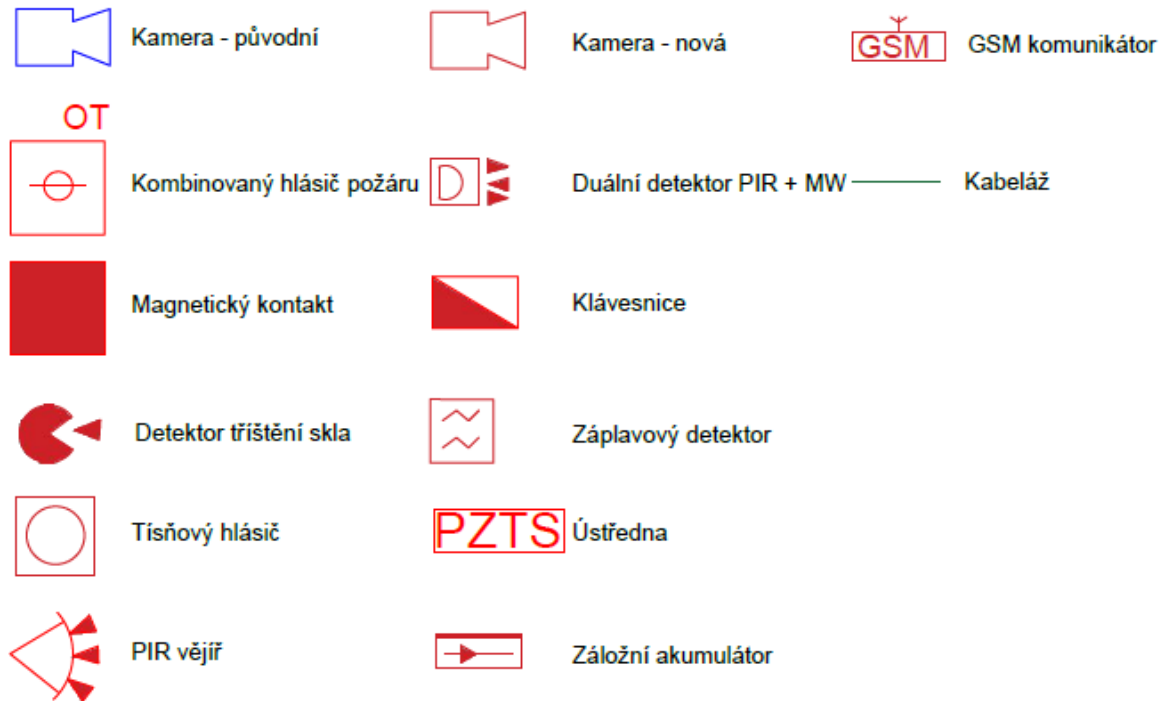 Kamera - původní
Kamera - nová
GSM
GSM komunikátor
OT
Kombinovaný hlásič požáru
Duální detektor PIR + MW
Kabeláž
Magnetický kontakt
Klávesnice
Detektor tříštění skla
Záplavový detektor
Tísňový hlásič
PZTS
Ústředna
PIR vějíř
Záložní akumulátor